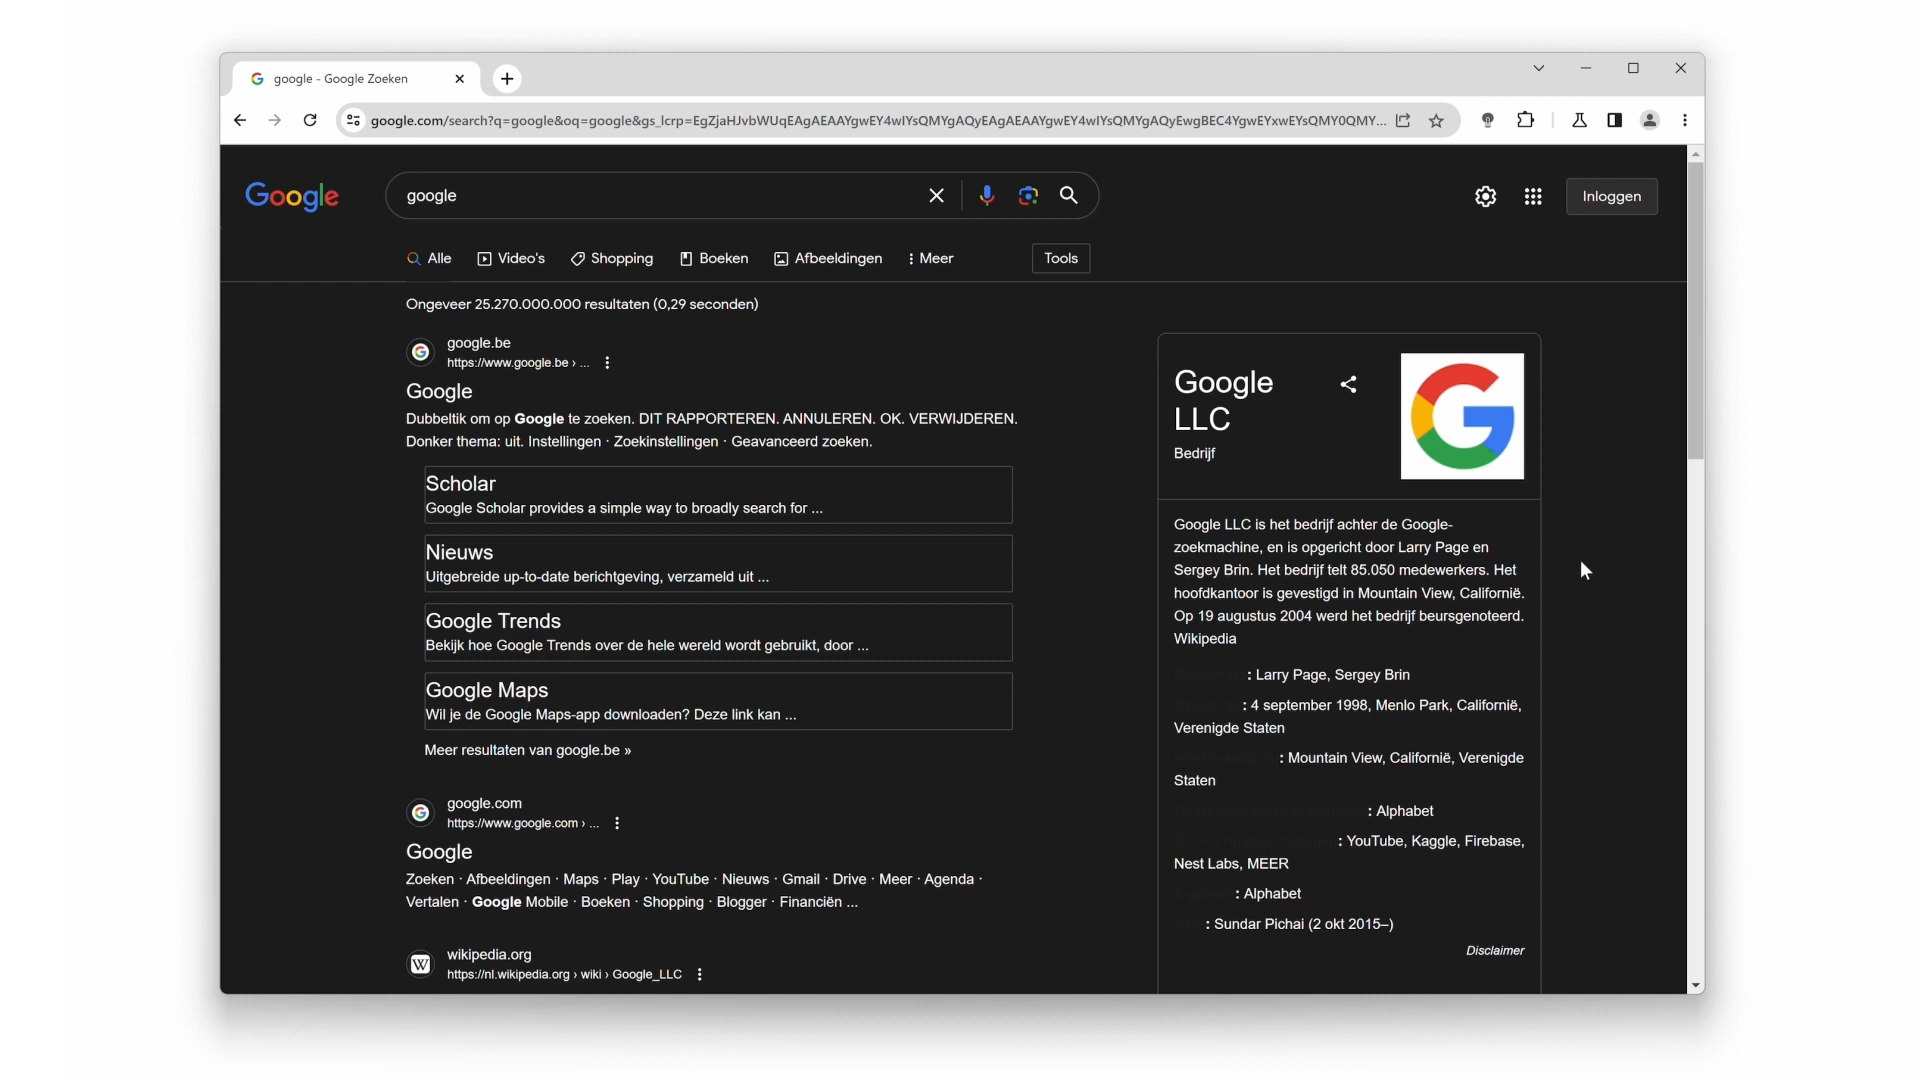 google - Google Zoeken
google.com/search?q=google&oq=google&gs_lcrp=EgZjaHJvbWUqEAgAEAAYgwEY4wIYsQMYgAQyEAgAEAAYgwEY4wIYsQMYgAQyEwgBEC4YgwEYxwEYsQMY0QMY...
Google
google
Inloggen
Alle Video's Shopping Boeken Afbeeldingen Meer Tools
Ongeveer 25.270.000.000 resultaten (0,29 seconden)
google.be
https://www.google.be › ...
Google
Dubbeltik om op Google te zoeken. DIT RAPPORTEREN. ANNULEREN. OK. VERWIJDEREN.
Donker thema: uit. Instellingen · Zoekinstellingen · Geavanceerd zoeken.
Scholar
Google Scholar provides a simple way to broadly search for ...
Nieuws
Uitgebreide up-to-date berichtgeving, verzameld uit ...
Google Trends
Bekijk hoe Google Trends over de hele wereld wordt gebruikt, door ...
Google Maps
Wil je de Google Maps-app downloaden? Deze link kan ...
Meer resultaten van google.be »
google.com
https://www.google.com › ...
Google
Zoeken · Afbeeldingen · Maps · Play · YouTube · Nieuws · Gmail · Drive · Meer · Agenda ·
Vertalen · Google Mobile · Boeken · Shopping · Blogger · Financiën ...
wikipedia.org
https://nl.wikipedia.org › wiki › Google_LLC
W
Google
LLC
Bedrijf
G
Google LLC is het bedrijf achter de Google-
zoekmachine, en is opgericht door Larry Page en
Sergey Brin. Het bedrijf telt 85.050 medewerkers. Het
hoofdkantoor is gevestigd in Mountain View, Californië.
Op 19 augustus 2004 werd het bedrijf beursgenoteerd.
Wikipedia
: Larry Page, Sergey Brin
: 4 september 1998, Menlo Park, Californië,
Verenigde Staten
: Mountain View, Californië, Verenigde
Staten
: Alphabet
: YouTube, Kaggle, Firebase,
Nest Labs, MEER
: Alphabet
: Sundar Pichai (2 okt 2015–)
Disclaimer